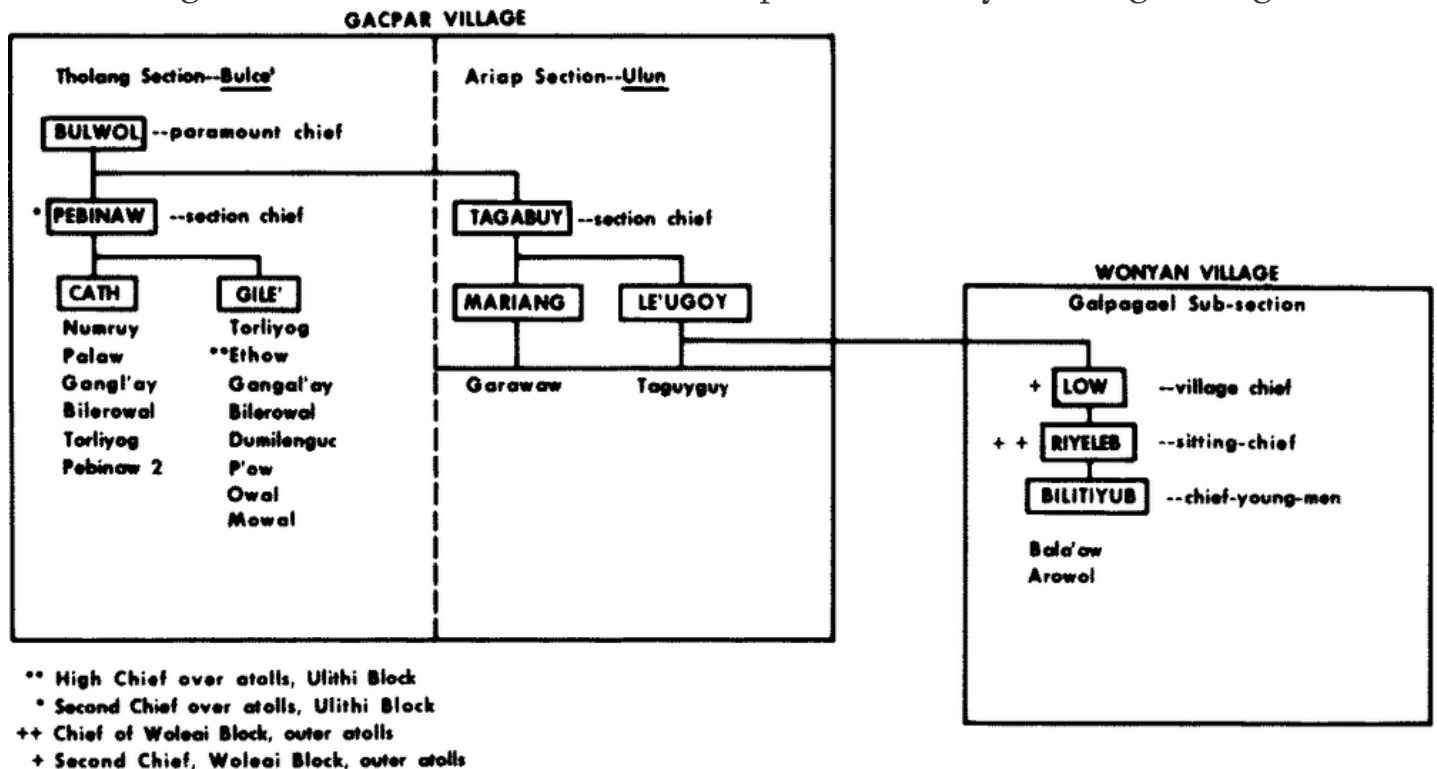 GACPAR VILLAGE
Tholang Section--Bulce'
Ariap Section--Ulun
BULWOL --paramount chief
* PEBINAW --section chief
TAGABUY --section chief
CATH
GILE'
MARIANG
LE'UGOY
Numruy
Palaw
Gangl'ay
Bilerowal
Torliyog
Pebinaw 2
Torliyog
**Ethow
Gangal'ay
Bilerowal
Dumilenguc
P'ow
Owal
Mowal
Garawaw
Taguyguy
WONYAN VILLAGE
Galpagael Sub-section
+ LOW --village chief
++ RIYELEB --sitting-chief
BILITIYUB --chief-young-men
Bala'aw
Arowol
** High Chief over atolls, Ulithi Block
* Second Chief over atolls, Ulithi Block
++ Chief of Woleai Block, outer atolls
+ Second Chief, Woleai Block, outer atolls